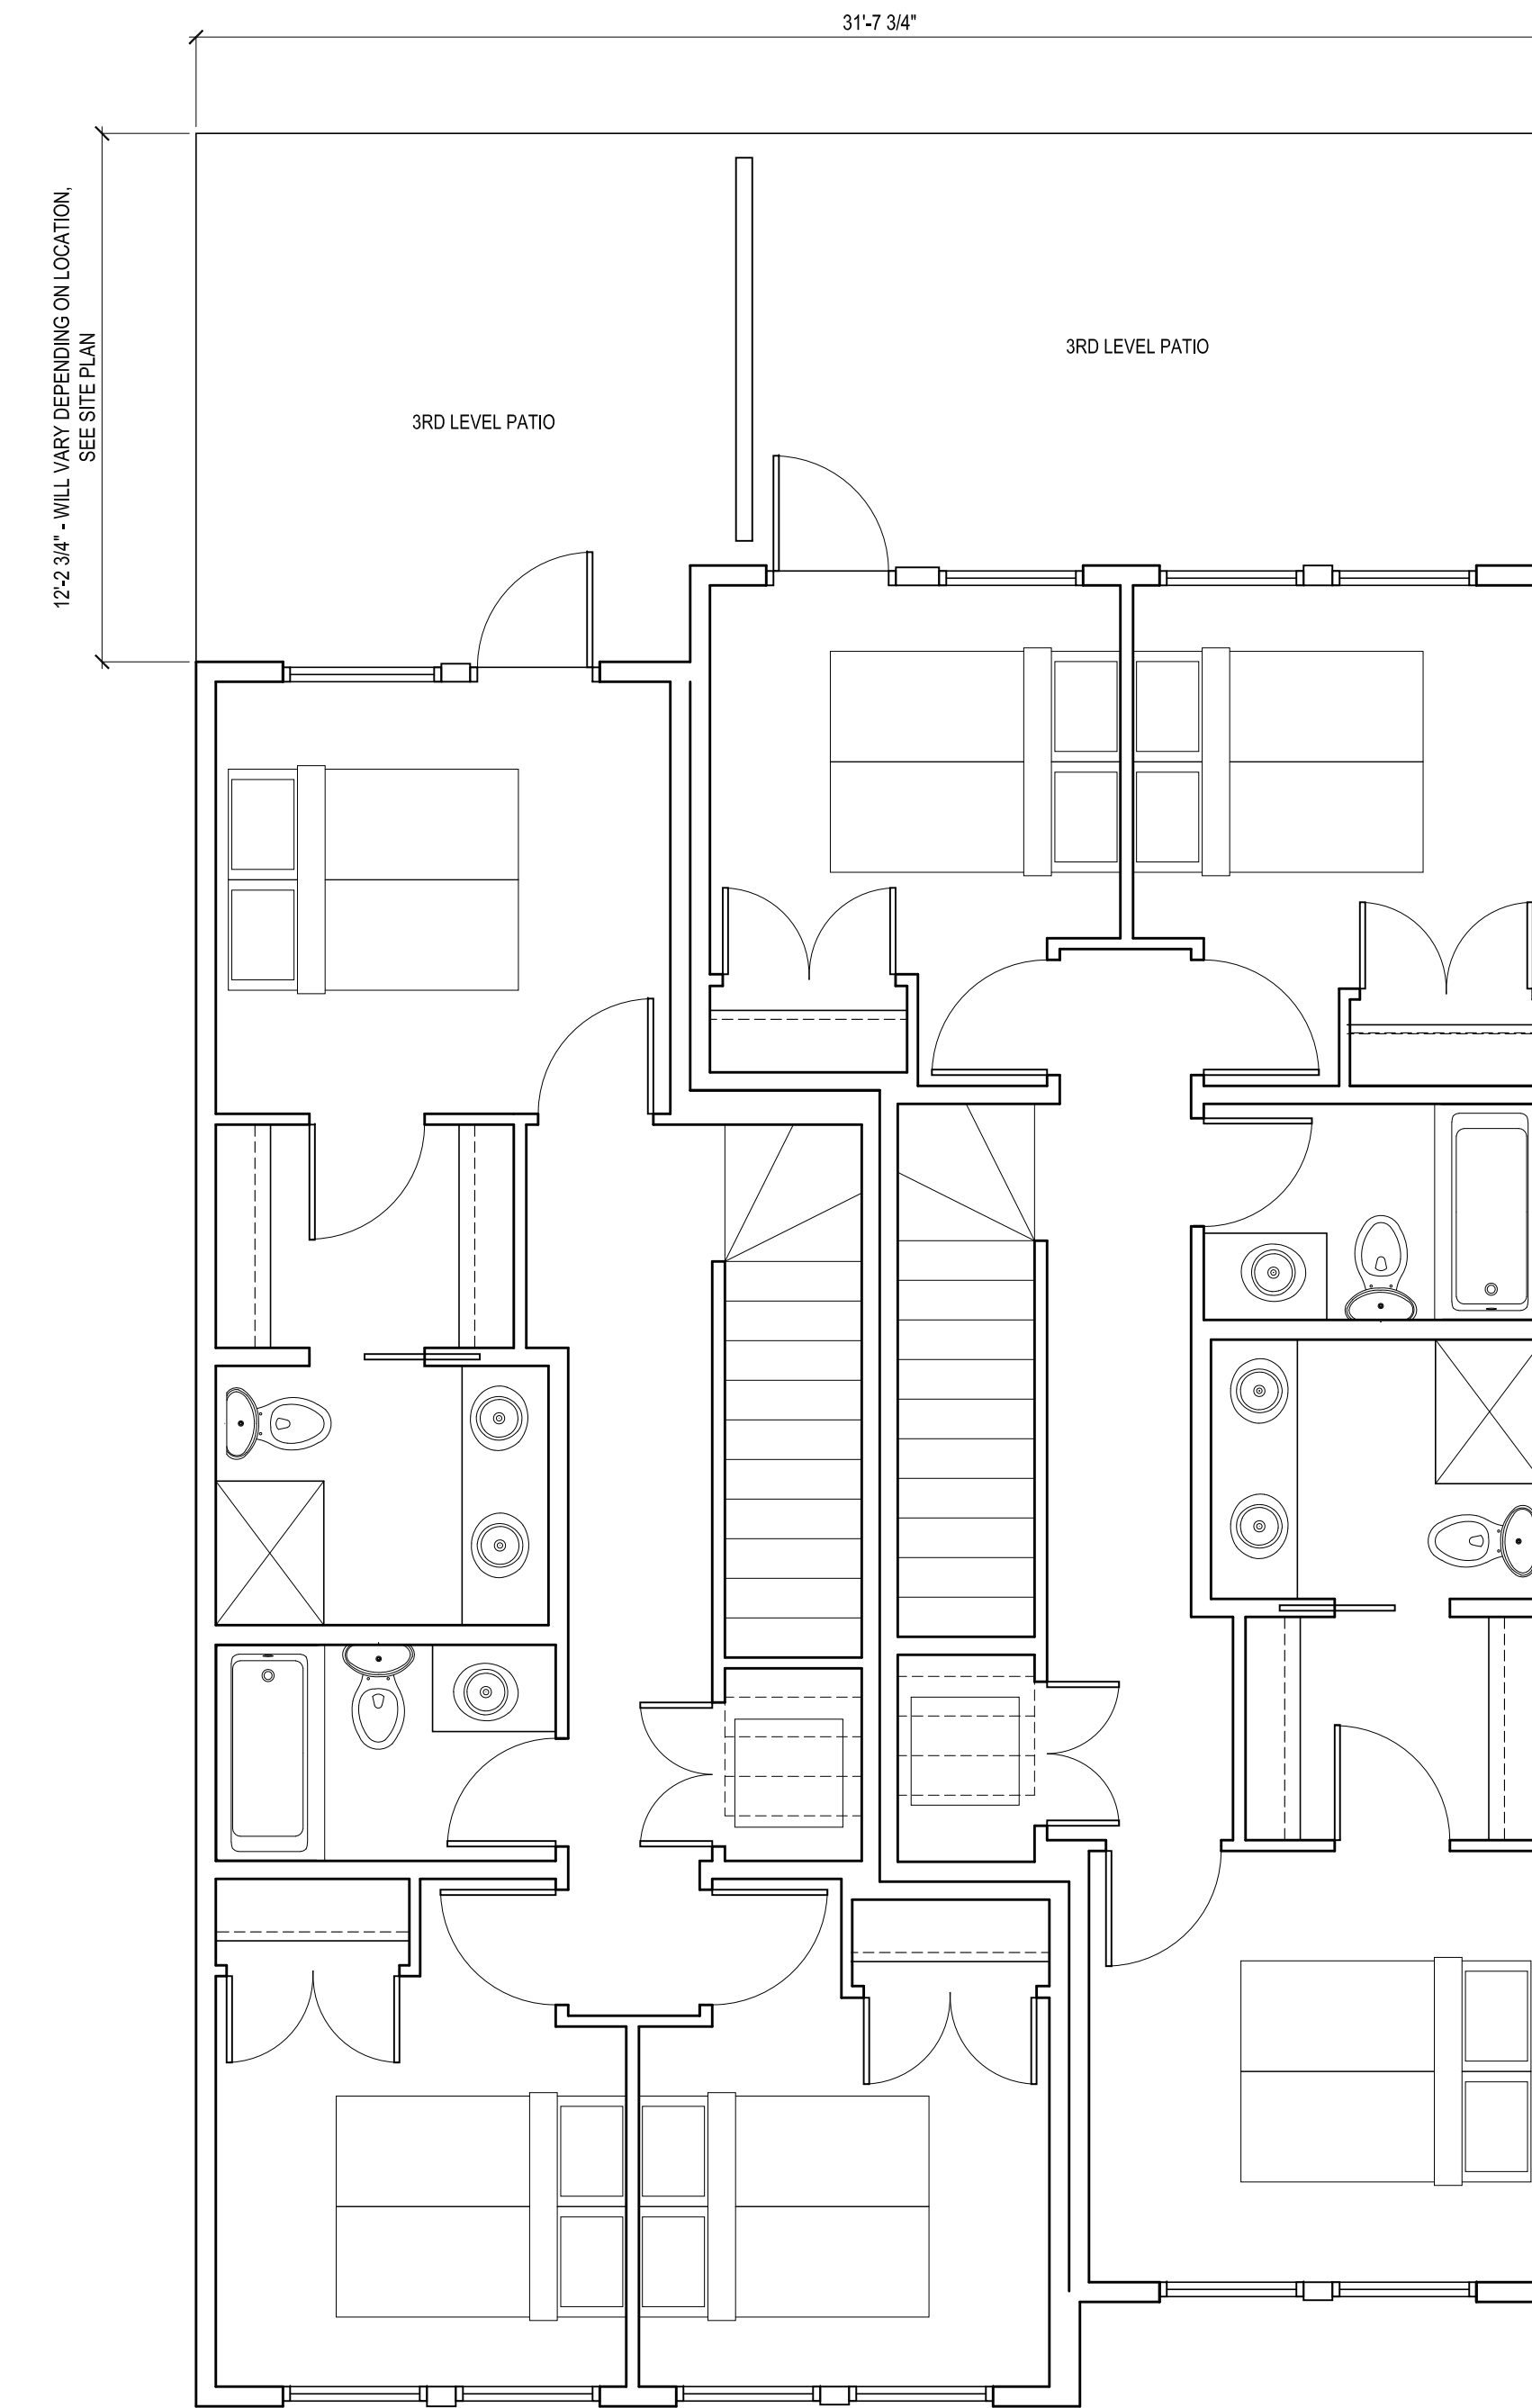 31'-7 3/4"
12'-2 3/4" - WILL VARY DEPENDING ON LOCATION,
SEE SITE PLAN
3RD LEVEL PATIO
3RD LEVEL PATIO